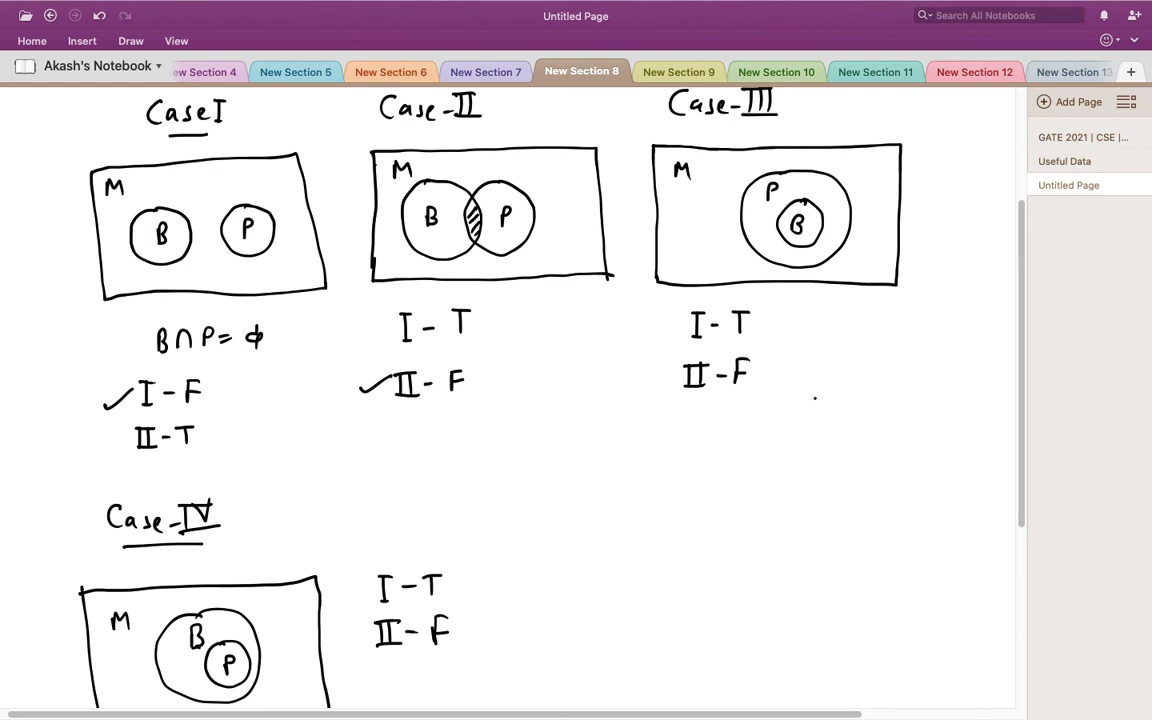 Untitled Page
Search All Notebooks
Home Insert Draw View
Akash's Notebook
ew Section 4 New Section 5 New Section 6 New Section 7 New Section 8 New Section 9 New Section 10 New Section 11 New Section 12 New Section 13
Add Page
GATE 2021 | CSE |...
Useful Data
Untitled Page
Case I
M
B
P
B∩P= ϕ
✓ I - F
II - T
Case-II
M
B
P
I - T
✓ II - F
Case-III
M
P
B
I - T
II - F
Case-IV
M
B
P
I - T
II - F